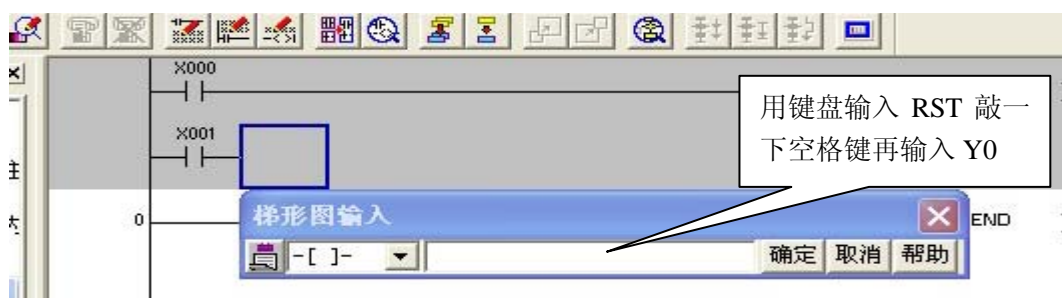 X000
用键盘输入 RST 敲一
下空格键再输入 Y0
X001
0
梯形图输入
END
-[ ]-
确定 取消 帮助